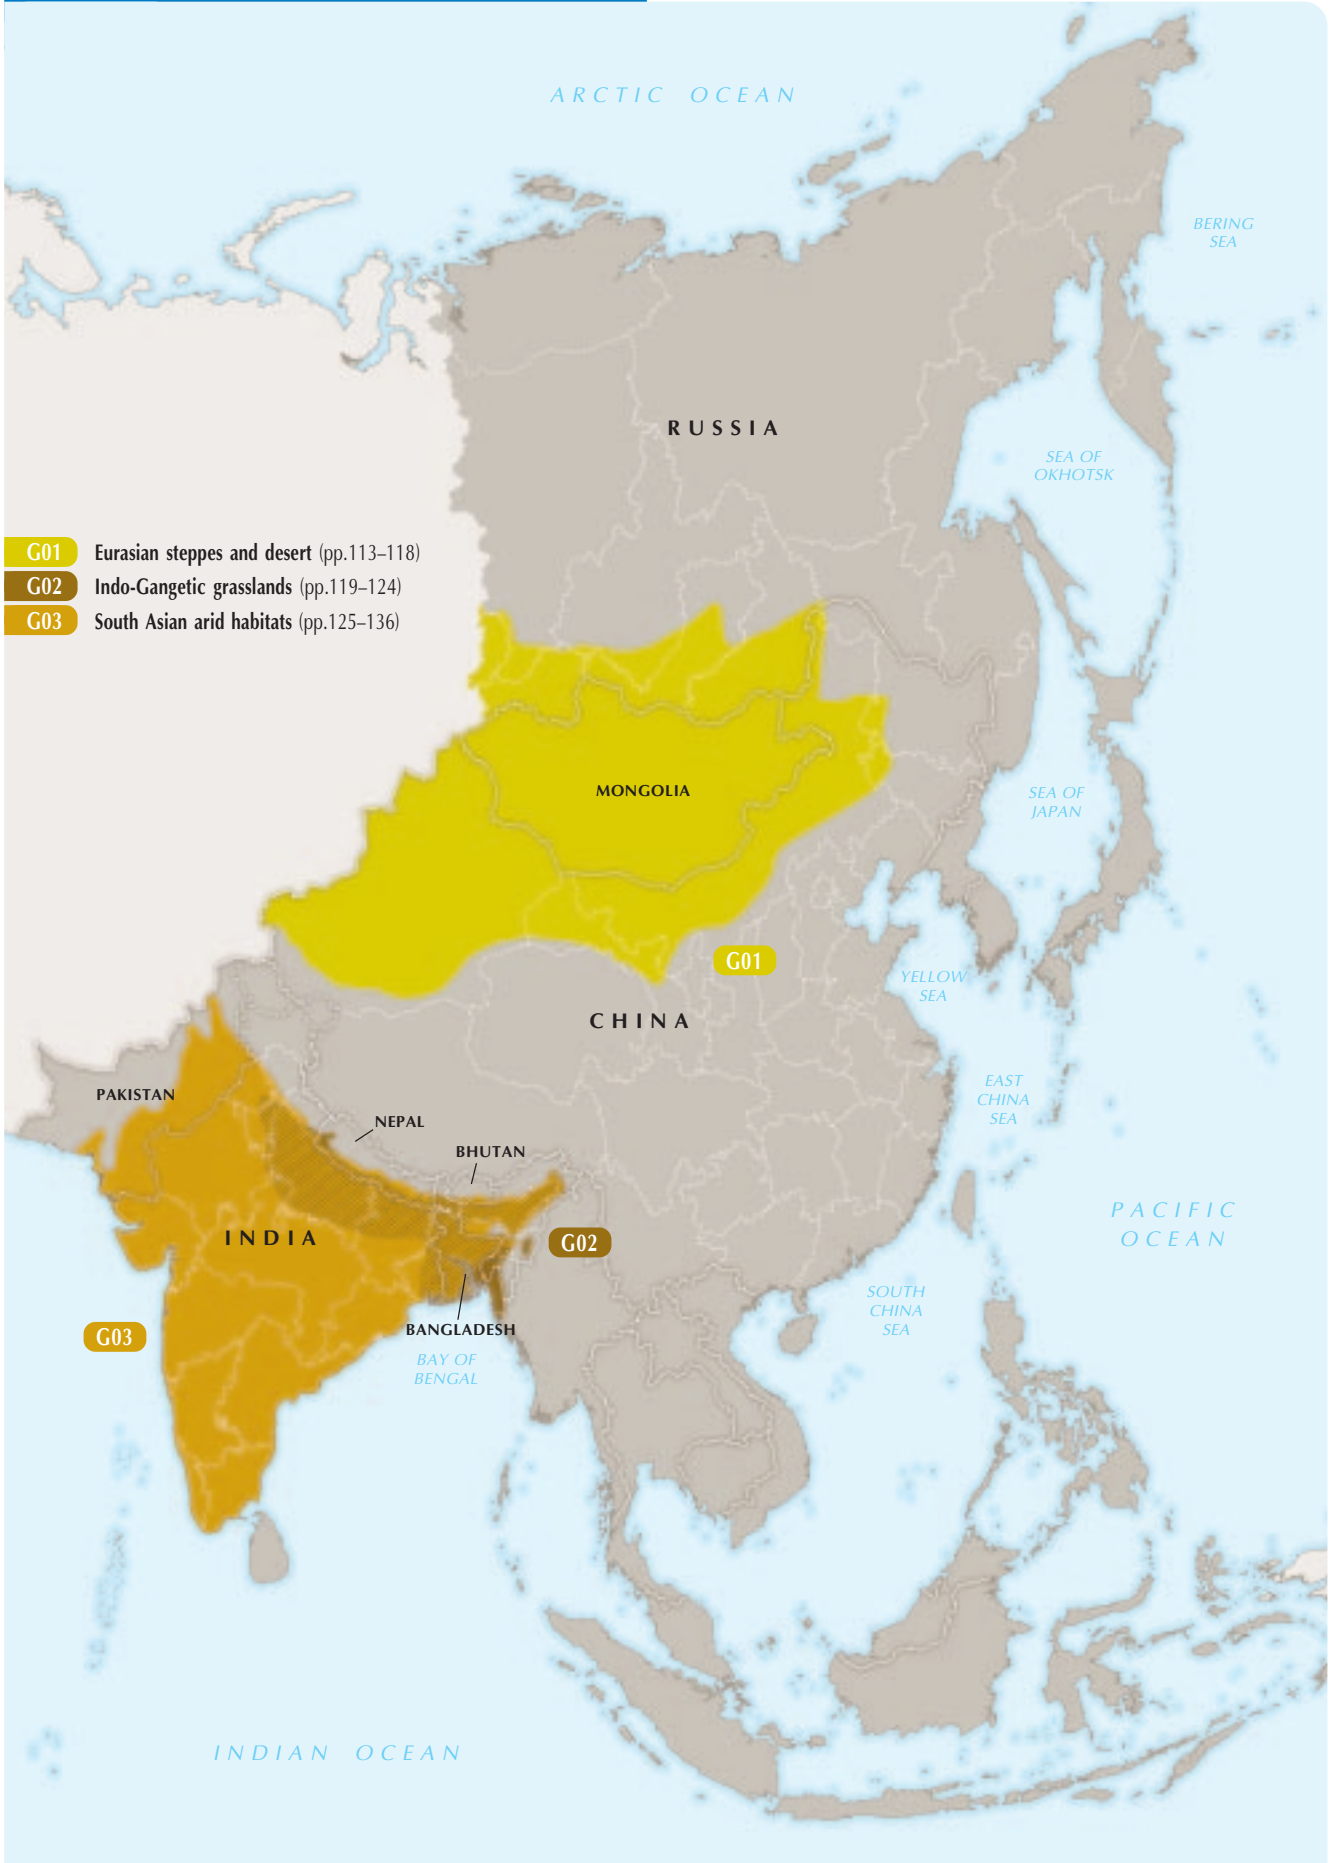 ARCTIC OCEAN
BERING
SEA
RUSSIA
SEA OF
OKHOTSK
G01 Eurasian steppes and desert (pp.113–118)
G02 Indo-Gangetic grasslands (pp.119–124)
G03 South Asian arid habitats (pp.125–136)
MONGOLIA
SEA OF
JAPAN
G01
YELLOW
SEA
CHINA
PAKISTAN
EAST
CHINA
SEA
NEPAL
BHUTAN
PACIFIC
OCEAN
INDIA
G02
SOUTH
CHINA
SEA
G03
BANGLADESH
BAY OF
BENGAL
INDIAN OCEAN